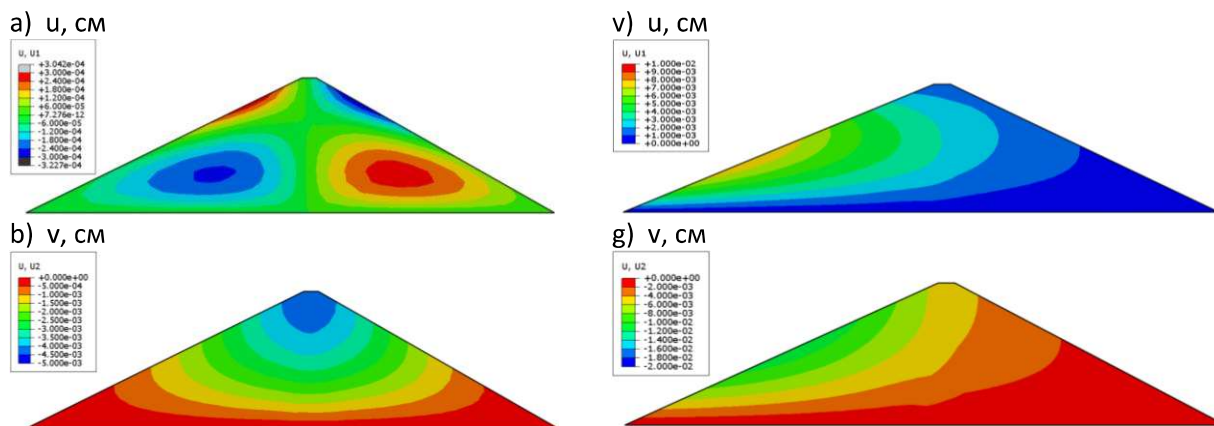 a) u, см
U, U1
+3.042e-04
+3.000e-04
+2.400e-04
+1.800e-04
+1.200e-04
+6.000e-05
+7.276e-12
-6.000e-05
-1.200e-04
-1.800e-04
-2.400e-04
-3.000e-04
-3.227e-04
v) u, см
U, U1
+1.000e-02
+9.000e-03
+8.000e-03
+7.000e-03
+6.000e-03
+5.000e-03
+4.000e-03
+3.000e-03
+2.000e-03
+1.000e-03
+0.000e+00
b) v, см
U, U2
+0.000e+00
-5.000e-04
-1.000e-03
-1.500e-03
-2.000e-03
-2.500e-03
-3.000e-03
-3.500e-03
-4.000e-03
-4.500e-03
-5.000e-03
g) v, см
U, U2
+0.000e+00
-2.000e-03
-4.000e-03
-6.000e-03
-8.000e-03
-1.000e-02
-1.200e-02
-1.400e-02
-1.600e-02
-1.800e-02
-2.000e-02